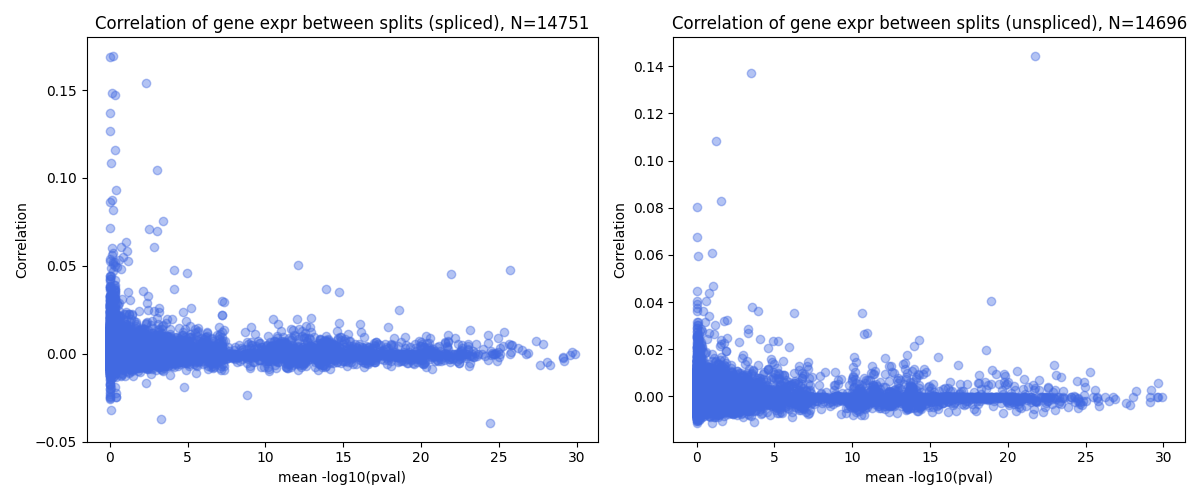 Correlation of gene expr between splits (spliced), N=14751
0.15
0.10
0.05
0.00
−0.05
Correlation
0 5 10 15 20 25 30
mean -log10(pval)
Correlation of gene expr between splits (unspliced), N=14696
0.14
0.12
0.10
0.08
0.06
0.04
0.02
0.00
Correlation
0 5 10 15 20 25 30
mean -log10(pval)